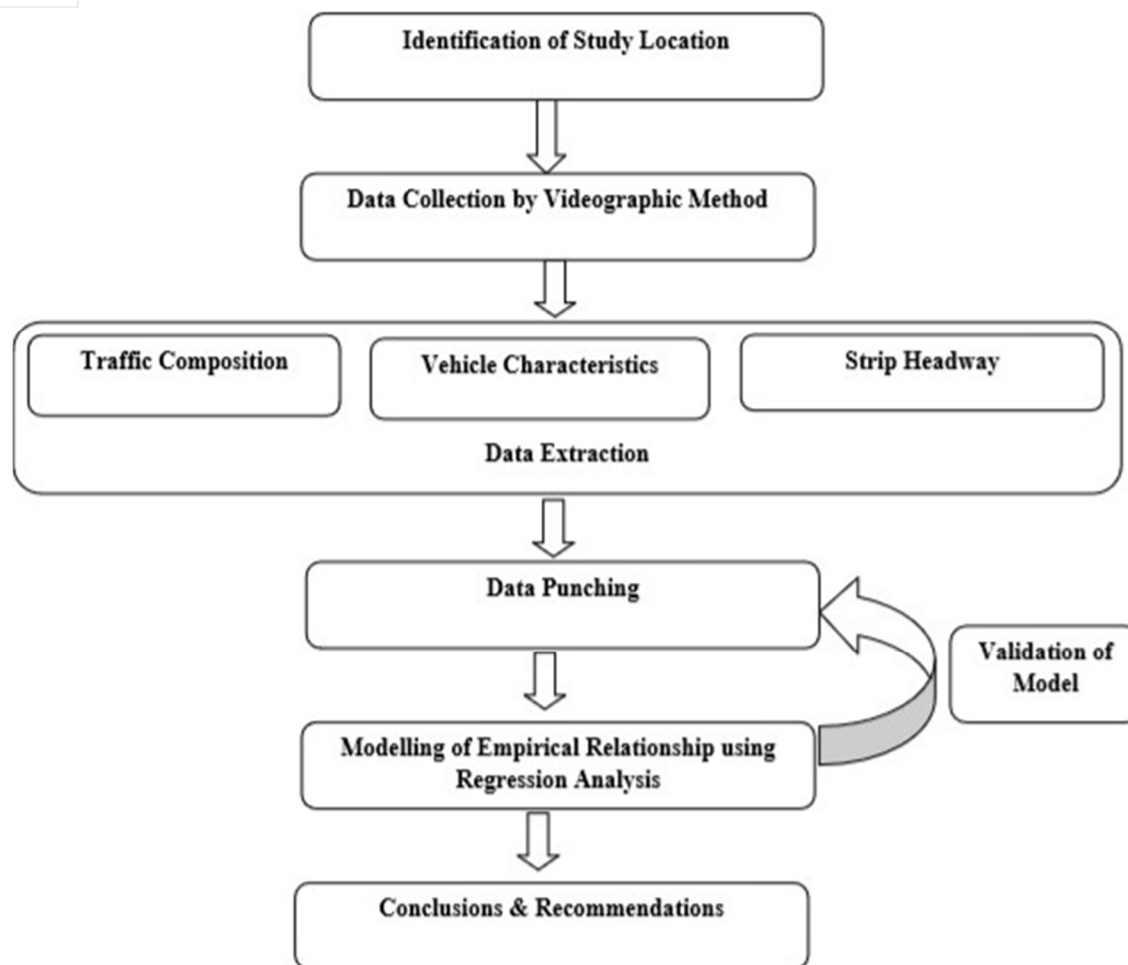 Identification of Study Location
Data Collection by Videographic Method
Traffic Composition
Vehicle Characteristics
Strip Headway
Data Extraction
Data Punching
Validation of
Model
Modelling of Empirical Relationship using
Regression Analysis
Conclusions & Recommendations